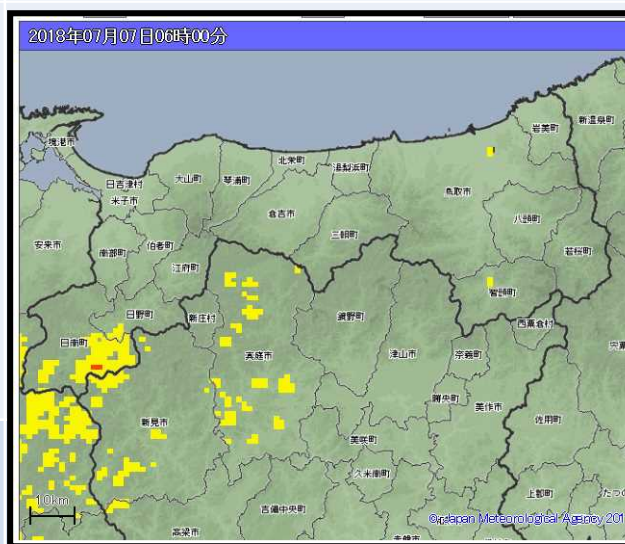 2018年07月07日06時00分
境港市
岩美町
新温泉町
日吉津村
大山町
琴浦町
北栄町
湯梨浜町
鳥取市
米子市
倉吉市
八頭町
安来市
南部町
伯耆町
三朝町
若桜町
江府町
智頭町
日野町
新庄村
鏡野町
西粟倉村
日南町
真庭市
津山市
奈義町
勝央町
美作市
新見市
佐用町
美咲町
久米南町
上郡町
10km
吉備中央町
高梁市
© Japan Meteorological Agency 201